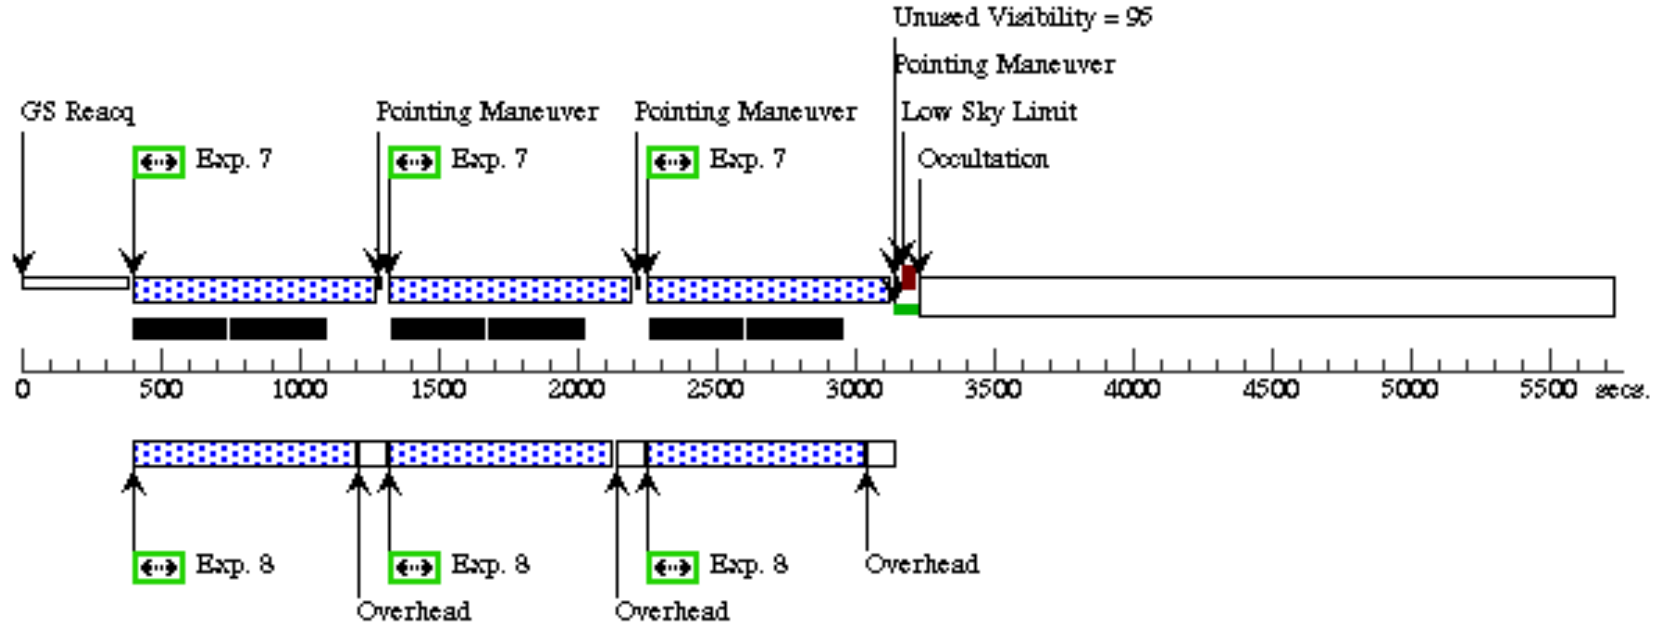 Unused Visibility = 95
Pointing Maneuver
GS Reacq
Pointing Maneuver
Pointing Maneuver
Low Sky Limit
Exp. 7
Exp. 7
Exp. 7
Occultation
0 500 1000 1500 2000 2500 3000 3500 4000 4500 5000 5500 secs.
Exp. 8
Exp. 8
Exp. 8
Overhead
Overhead
Overhead